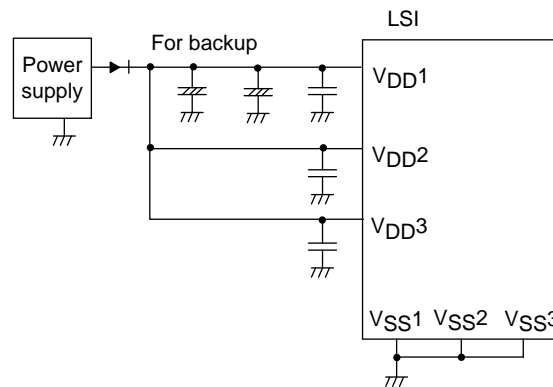 LSI
For backup
Power
supply
VDD1
VDD2
VDD3
VSS1 VSS2 VSS3